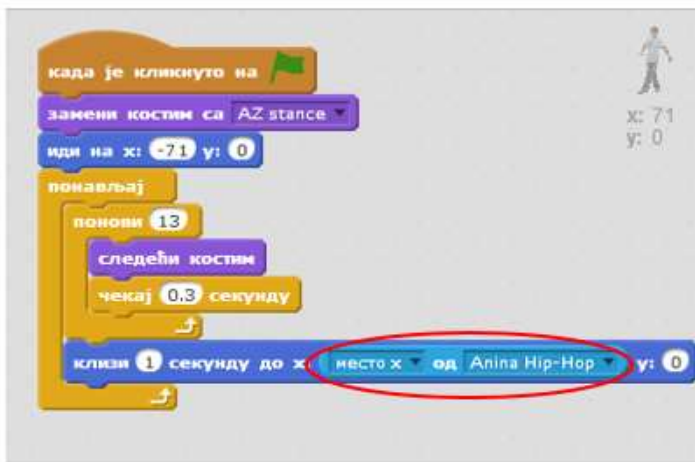 када је кликнуто на
замени костим са AZ stance
иди на x: -71 y: 0
понављај
понови 13
следећи костим
чекај 0.3 секунду
клизи 1 секунду до x: место x од Anina Hip-Hop y: 0
x: 71
y: 0